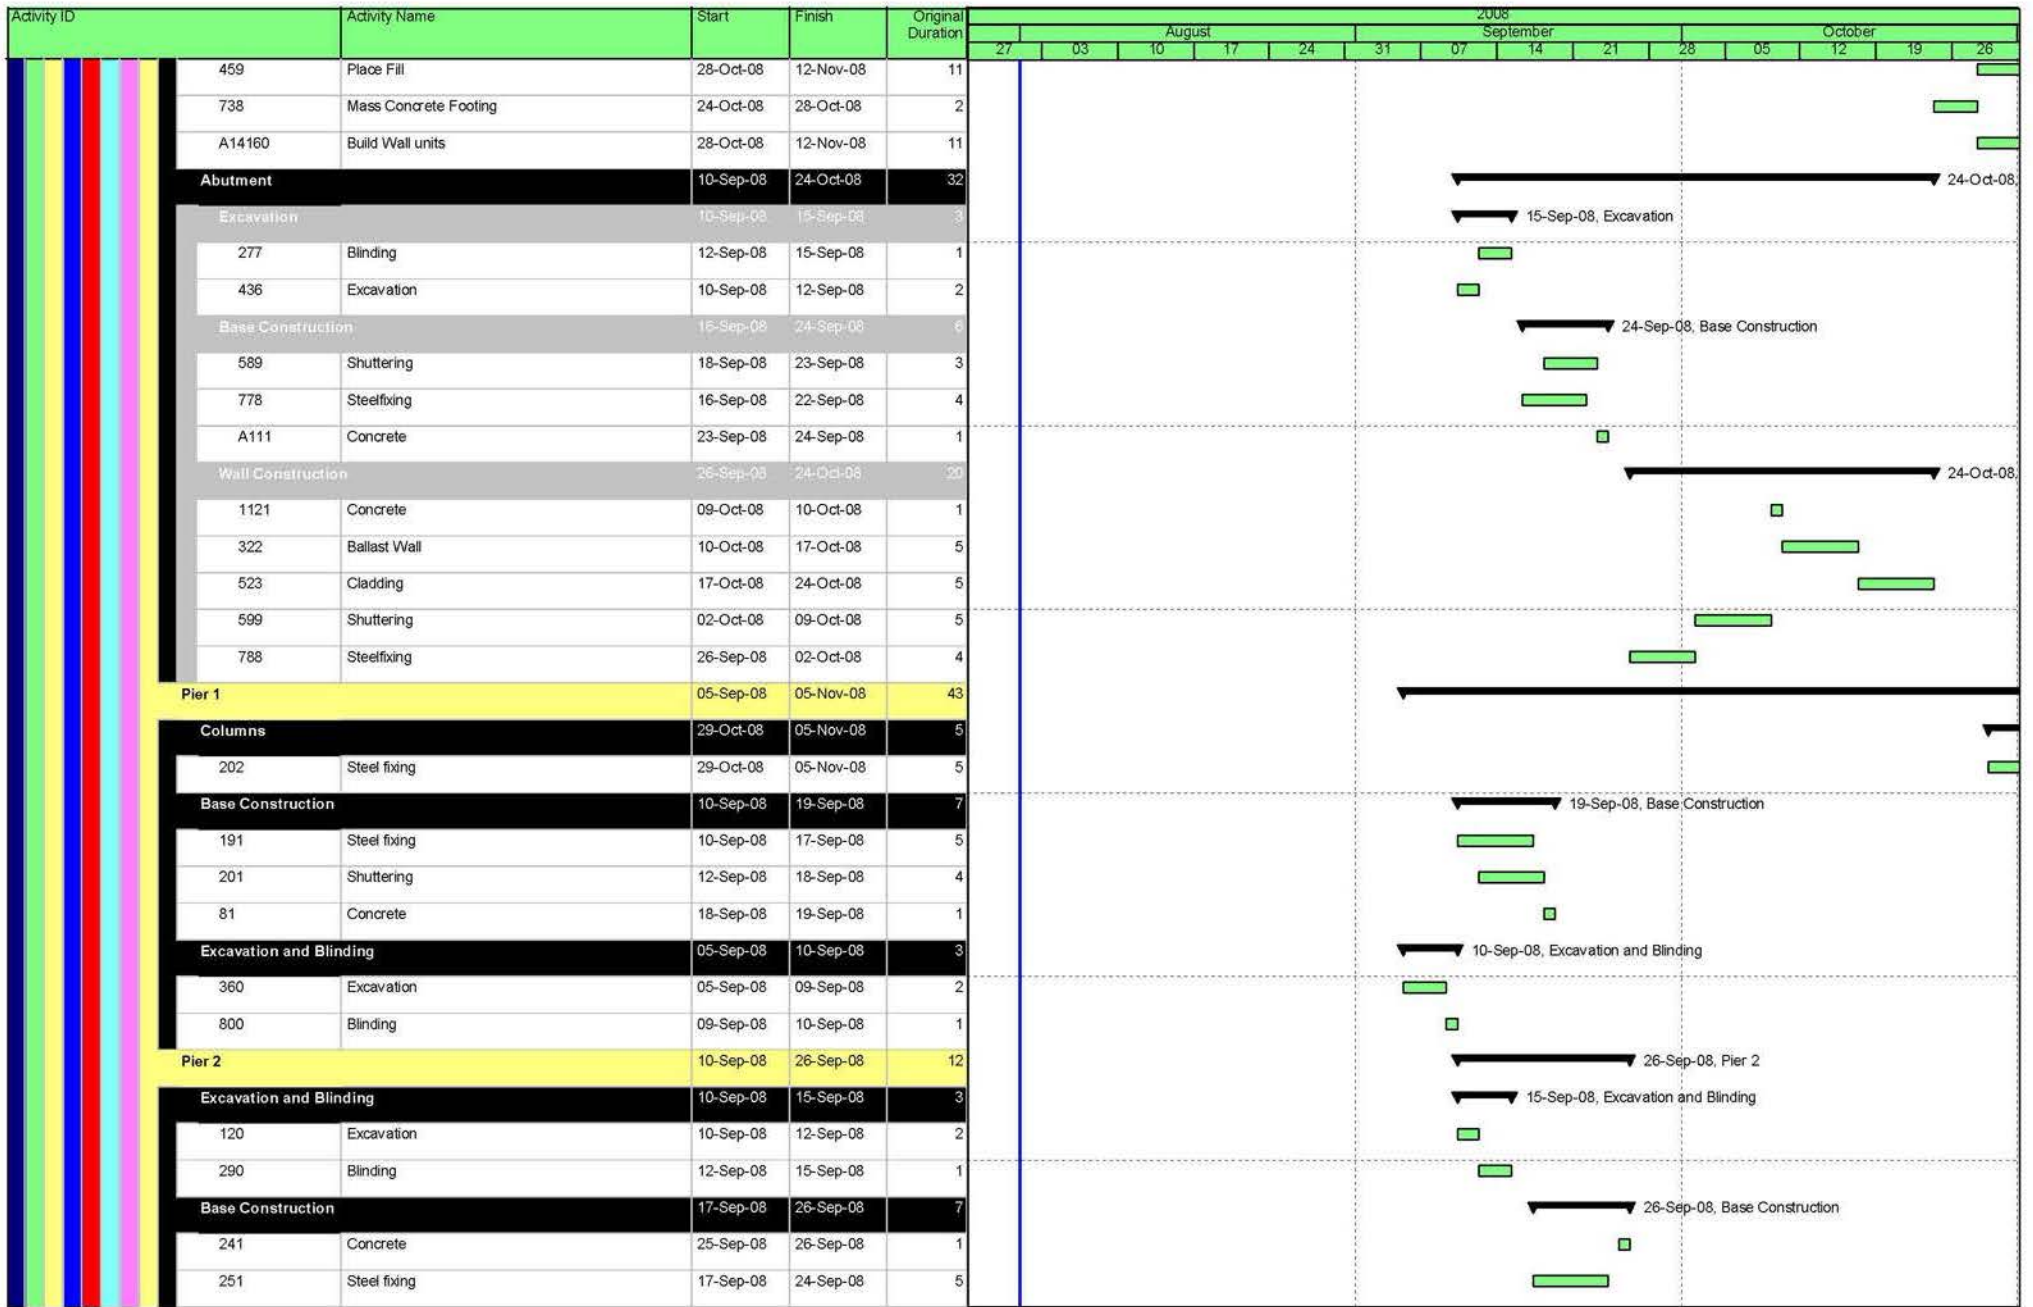 Activity ID Activity Name Start Finish Original Duration 2008
August September October
27 03 10 17 24 31 07 14 21 28 05 12 19 26
459 Place Fill 28-Oct-08 12-Nov-08 11
738 Mass Concrete Footing 24-Oct-08 28-Oct-08 2
A14160 Build Wall units 28-Oct-08 12-Nov-08 11
Abutment 10-Sep-08 24-Oct-08 32 24-Oct-08,
Excavation 10-Sep-08 15-Sep-08 3 15-Sep-08, Excavation
277 Blinding 12-Sep-08 15-Sep-08 1
436 Excavation 10-Sep-08 12-Sep-08 2
Base Construction 16-Sep-08 24-Sep-08 6 24-Sep-08, Base Construction
589 Shuttering 18-Sep-08 23-Sep-08 3
778 Steelfixing 16-Sep-08 22-Sep-08 4
A111 Concrete 23-Sep-08 24-Sep-08 1
Wall Construction 26-Sep-08 24-Oct-08 20 24-Oct-08,
1121 Concrete 09-Oct-08 10-Oct-08 1
322 Ballast Wall 10-Oct-08 17-Oct-08 5
523 Cladding 17-Oct-08 24-Oct-08 5
599 Shuttering 02-Oct-08 09-Oct-08 5
788 Steelfixing 26-Sep-08 02-Oct-08 4
Pier 1 05-Sep-08 05-Nov-08 43
Columns 29-Oct-08 05-Nov-08 5
202 Steel fixing 29-Oct-08 05-Nov-08 5
Base Construction 10-Sep-08 19-Sep-08 7 19-Sep-08, Base Construction
191 Steel fixing 10-Sep-08 17-Sep-08 5
201 Shuttering 12-Sep-08 18-Sep-08 4
81 Concrete 18-Sep-08 19-Sep-08 1
Excavation and Blinding 05-Sep-08 10-Sep-08 3 10-Sep-08, Excavation and Blinding
360 Excavation 05-Sep-08 09-Sep-08 2
800 Blinding 09-Sep-08 10-Sep-08 1
Pier 2 10-Sep-08 26-Sep-08 12 26-Sep-08, Pier 2
Excavation and Blinding 10-Sep-08 15-Sep-08 3 15-Sep-08, Excavation and Blinding
120 Excavation 10-Sep-08 12-Sep-08 2
290 Blinding 12-Sep-08 15-Sep-08 1
Base Construction 17-Sep-08 26-Sep-08 7 26-Sep-08, Base Construction
241 Concrete 25-Sep-08 26-Sep-08 1
251 Steel fixing 17-Sep-08 24-Sep-08 5